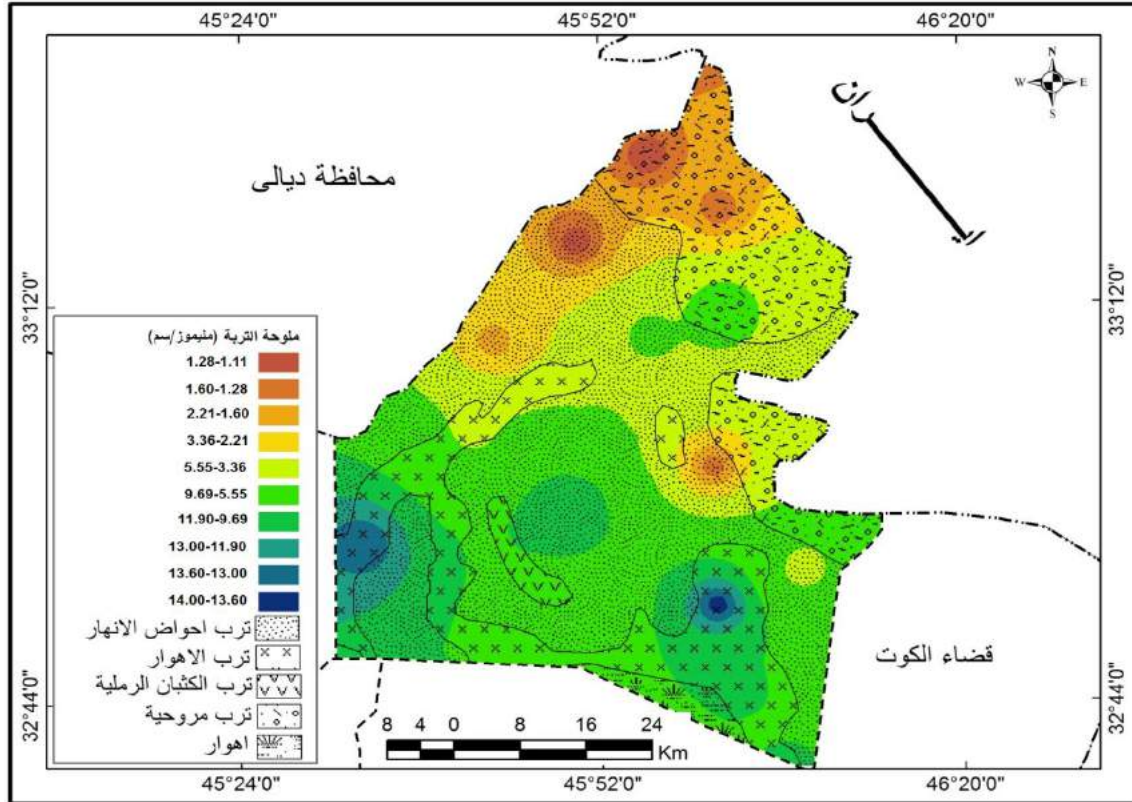 45°24'0"
45°52'0"
46°20'0"
N
W E
S
ايران
محافظة ديالى
33°12'0"
33°12'0"
ملوحة التربة (مليموز/سم)
1.28-1.11
1.60-1.28
2.21-1.60
3.36-2.21
5.55-3.36
9.69-5.55
11.90-9.69
13.00-11.90
13.60-13.00
14.00-13.60
ترب احواض الانهار
ترب الاهوار
ترب الكثبان الرملية
ترب مروحية
اهوار
قضاء الكوت
32°44'0"
32°44'0"
8 4 0 8 16 24
Km
45°24'0"
45°52'0"
46°20'0"